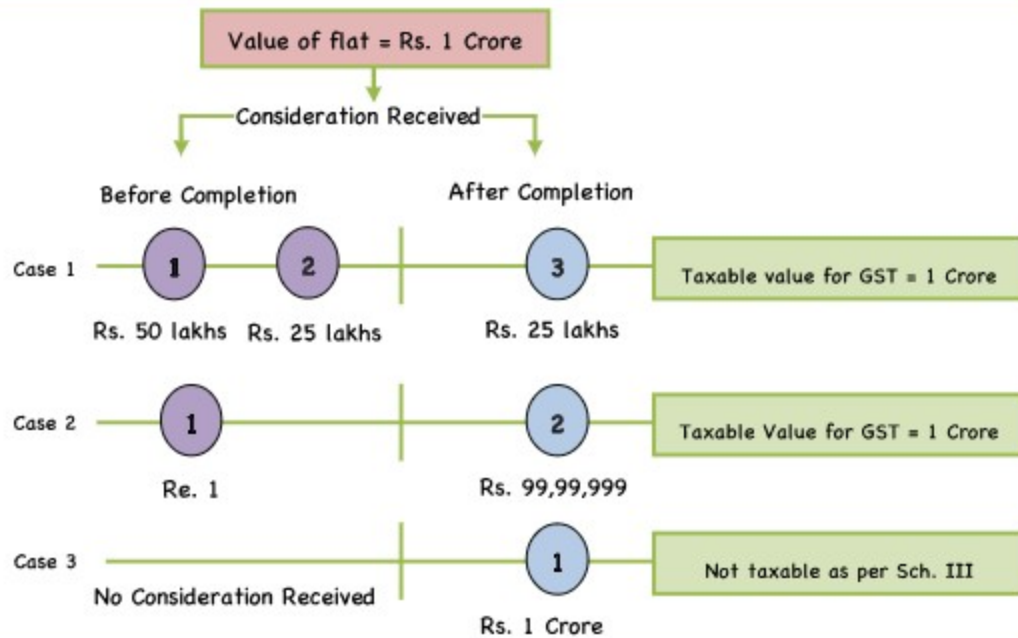 Value of flat = Rs. 1 Crore
Consideration Received
Before Completion
After Completion
Case 1
1
2
3
Taxable value for GST = 1 Crore
Rs. 50 lakhs
Rs. 25 lakhs
Rs. 25 lakhs
Case 2
1
2
Taxable Value for GST = 1 Crore
Re. 1
Rs. 99,99,999
Case 3
1
Not taxable as per Sch. III
No Consideration Received
Rs. 1 Crore